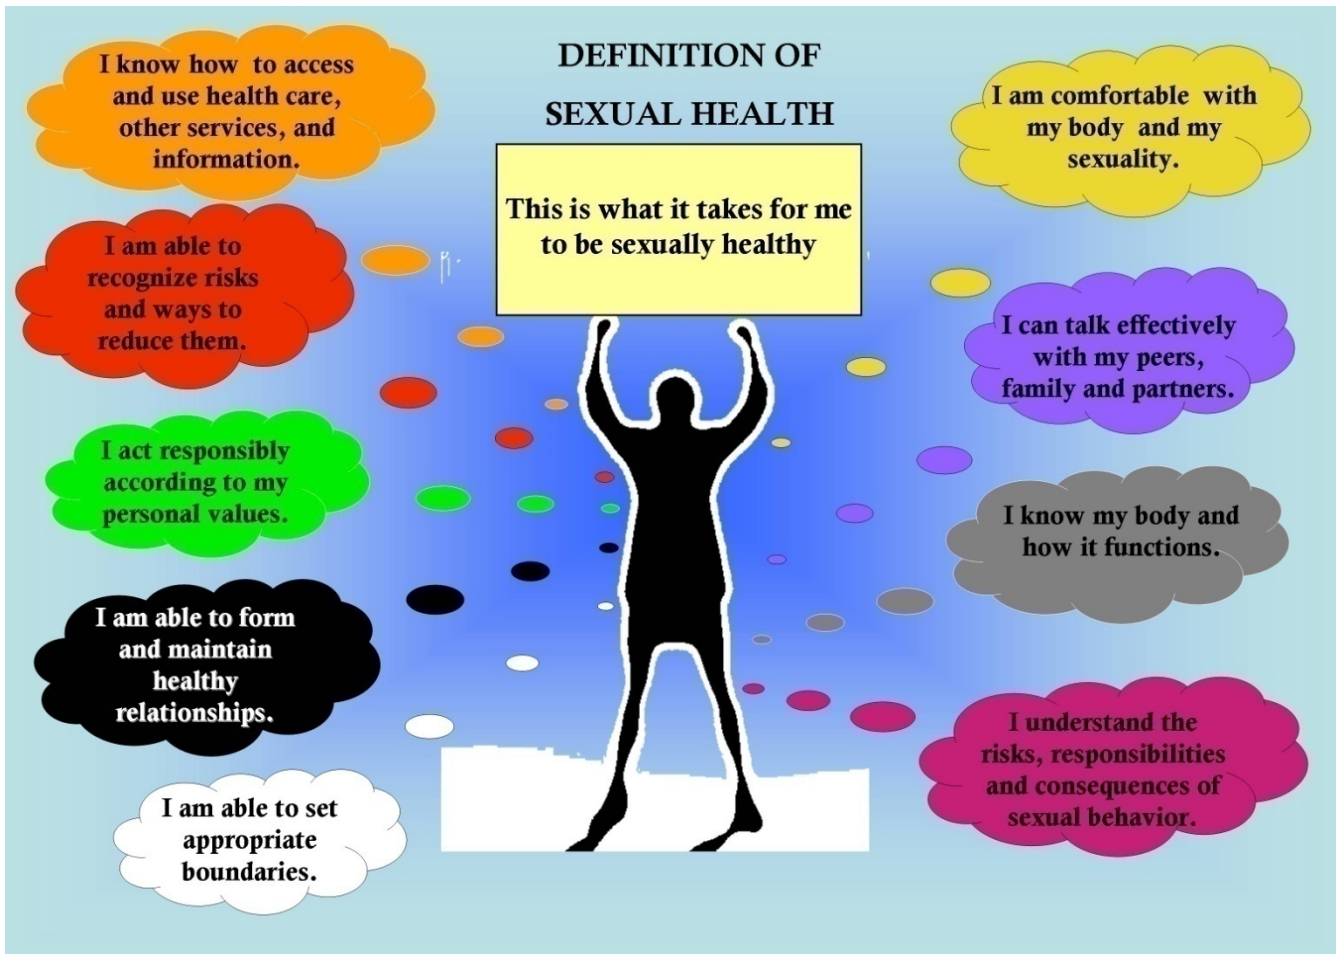 DEFINITION OF
SEXUAL HEALTH
This is what it takes for me
to be sexually healthy
I know how to access
and use health care,
other services, and
information.
I am able to
recognize risks
and ways to
reduce them.
I act responsibly
according to my
personal values.
I am able to form
and maintain
healthy
relationships.
I am able to set
appropriate
boundaries.
I am comfortable with
my body and my
sexuality.
I can talk effectively
with my peers,
family and partners.
I know my body and
how it functions.
I understand the
risks, responsibilities
and consequences of
sexual behavior.